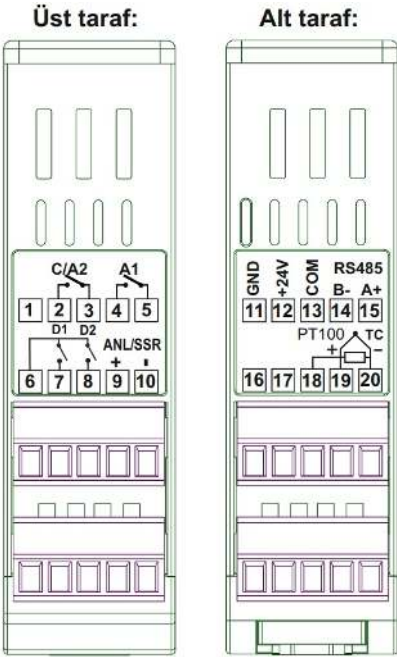 Üst taraf:
C/A2 A1
1 2 3 4 5
D1 D2 ANL/SSR
+ -
6 7 8 9 10
Alt taraf:
GND +24V COM RS485
B- A+
11 12 13 14 15
PT100 TC
+ -
16 17 18 19 20